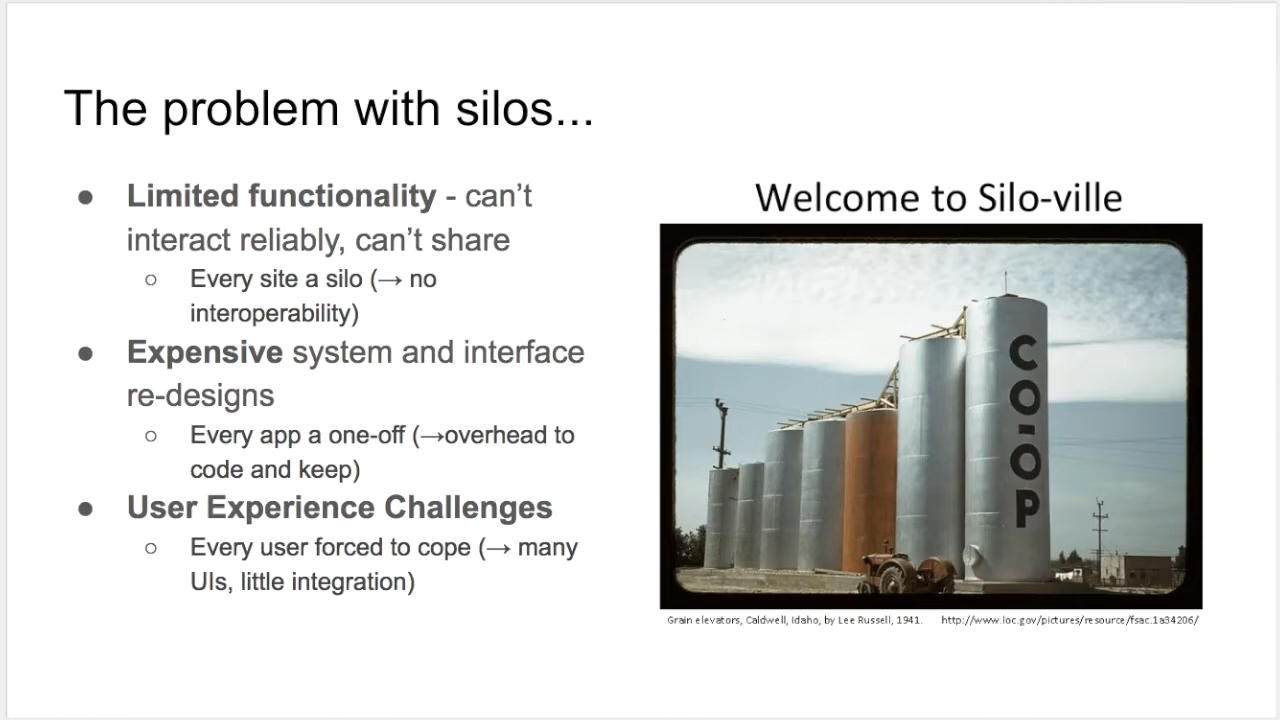 The problem with silos...
● Limited functionality - can’t
interact reliably, can’t share
○ Every site a silo (→ no
interoperability)
● Expensive system and interface
re-designs
○ Every app a one-off (→overhead to
code and keep)
● User Experience Challenges
○ Every user forced to cope (→ many
UIs, little integration)
Welcome to Silo-ville
CO-OP
Grain elevators, Caldwell, Idaho, by Lee Russell, 1941. http://www.loc.gov/pictures/resource/fsac.1a34206/